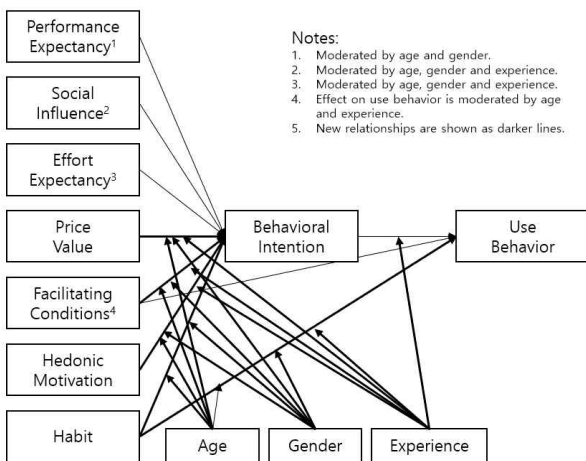 Performance
Expectancy¹
Social
Influence²
Effort
Expectancy³
Price
Value
Facilitating
Conditions⁴
Hedonic
Motivation
Habit
Behavioral
Intention
Use
Behavior
Age
Gender
Experience
Notes:
1. Moderated by age and gender.
2. Moderated by age, gender and experience.
3. Moderated by age, gender and experience.
4 Effect on use behavior is moderated by age
and experience.
5. New relationships are shown as darker lines.